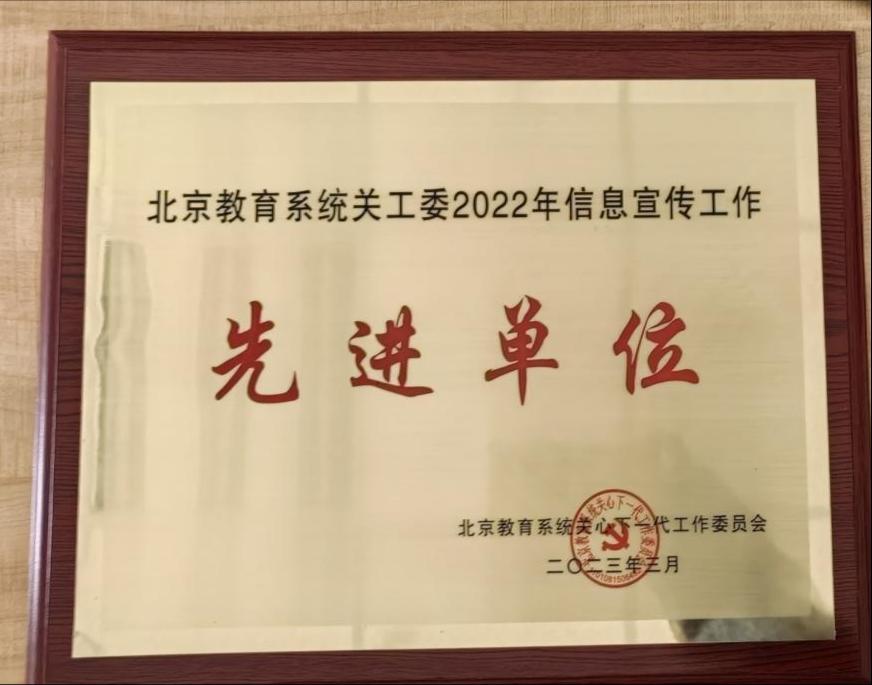 北京教育系统关工委2022年信息宣传工作
先进单位
北京教育系统关心下一代工作委员会
二〇二三年三月